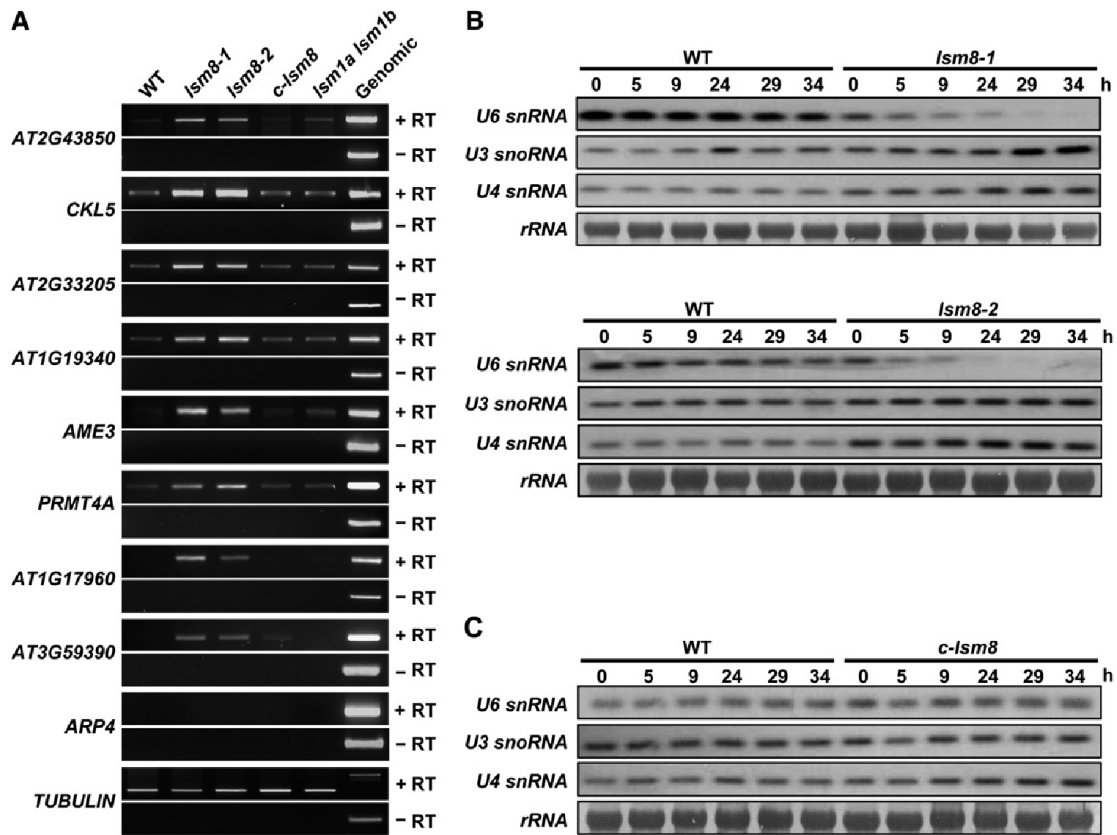 A
WT lsm8-1 lsm8-2 c-lsm8 lsm1a lsm1b Genomic
+ RT
AT2G43850
– RT
+ RT
CKL5
– RT
+ RT
AT2G33205
– RT
+ RT
AT1G19340
– RT
+ RT
AME3
– RT
+ RT
PRMT4A
– RT
+ RT
AT1G17960
– RT
+ RT
AT3G59390
– RT
+ RT
ARP4
– RT
+ RT
TUBULIN
– RT
B
WT lsm8-1
0 5 9 24 29 34 0 5 9 24 29 34 h
U6 snRNA
U3 snoRNA
U4 snRNA
rRNA
WT lsm8-2
0 5 9 24 29 34 0 5 9 24 29 34 h
U6 snRNA
U3 snoRNA
U4 snRNA
rRNA
C
WT c-lsm8
0 5 9 24 29 34 0 5 9 24 29 34 h
U6 snRNA
U3 snoRNA
U4 snRNA
rRNA